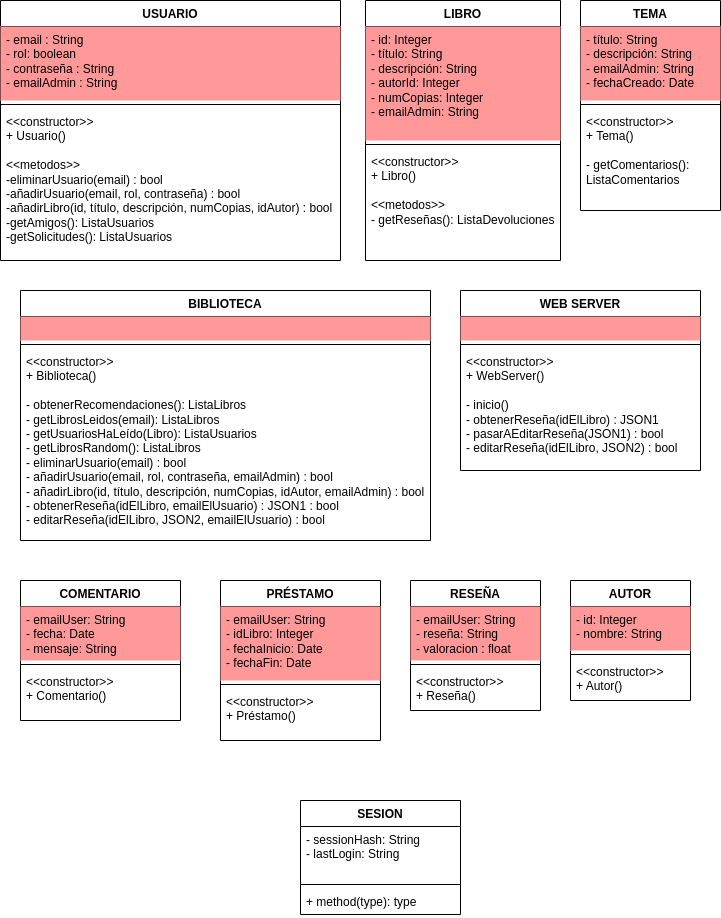 USUARIO
- email : String
- rol: boolean
- contraseña : String
- emailAdmin : String
<<constructor>>
+ Usuario()
<<metodos>>
-eliminarUsuario(email) : bool
-añadirUsuario(email, rol, contraseña) : bool
-añadirLibro(id, título, descripción, numCopias, idAutor) : bool
-getAmigos(): ListaUsuarios
-getSolicitudes(): ListaUsuarios
LIBRO
- id: Integer
- título: String
- descripción: String
- autorId: Integer
- numCopias: Integer
- emailAdmin: String
<<constructor>>
+ Libro()
<<metodos>>
- getReseñas(): ListDevoluciones
TEMA
- título: String
- descripción: String
- emailAdmin: String
- fechaCreado: Date
<<constructor>>
+ Tema()
- getComentarios():
ListaComentarios
BIBLIOTECA
<<constructor>>
+ Biblioteca()
- obtenerRecomendaciones(): ListaLibros
- getLibrosLeidos(email): ListaLibros
- getUsuariosHaLeído(Libro): ListaUsuarios
- getLibrosRandom(): ListaLibros
- eliminarUsuario(email) : bool
- añadirUsuario(email, rol, contraseña, emailAdmin) : bool
- añadirLibro(id, título, descripción, numCopias, idAutor, emailAdmin) : bool
- obtenerReseña(idElLibro, emailElUsuario) : JSON1 : bool
- editarReseña(idElLibro, JSON2, emailElUsuario) : bool
WEB SERVER
<<constructor>>
+ WebServer()
- inicio()
- obtenerReseña(idElLibro) : JSON1
- pasarAEditarReseña(JSON1) : bool
- editarReseña(idElLibro, JSON2) : bool
COMENTARIO
- emailUser: String
- fecha: Date
- mensaje: String
<<constructor>>
+ Comentario()
PRÉSTAMO
- emailUser: String
- idLibro: Integer
- fechaInicio: Date
- fechaFin: Date
<<constructor>>
+ Préstamo()
RESEÑA
- emailUser: String
- reseña: String
- valoracion : float
<<constructor>>
+ Reseña()
AUTOR
- id: Integer
- nombre: String
<<constructor>>
+ Autor()
SESION
- sessionHash: String
- lastLogin: String
+ method(type): type